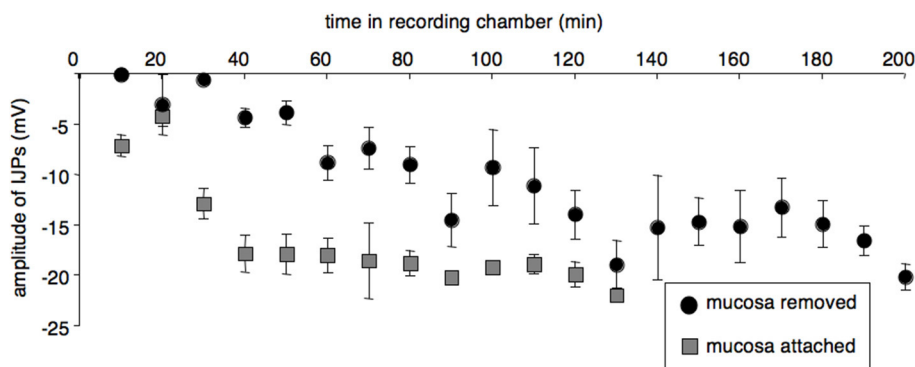 time in recording chamber (min)
0 20 40 60 80 100 120 140 160 180 200
-5
-10
-15
-20
-25
amplitude of IJPs (mV)
mucosa removed
mucosa attached